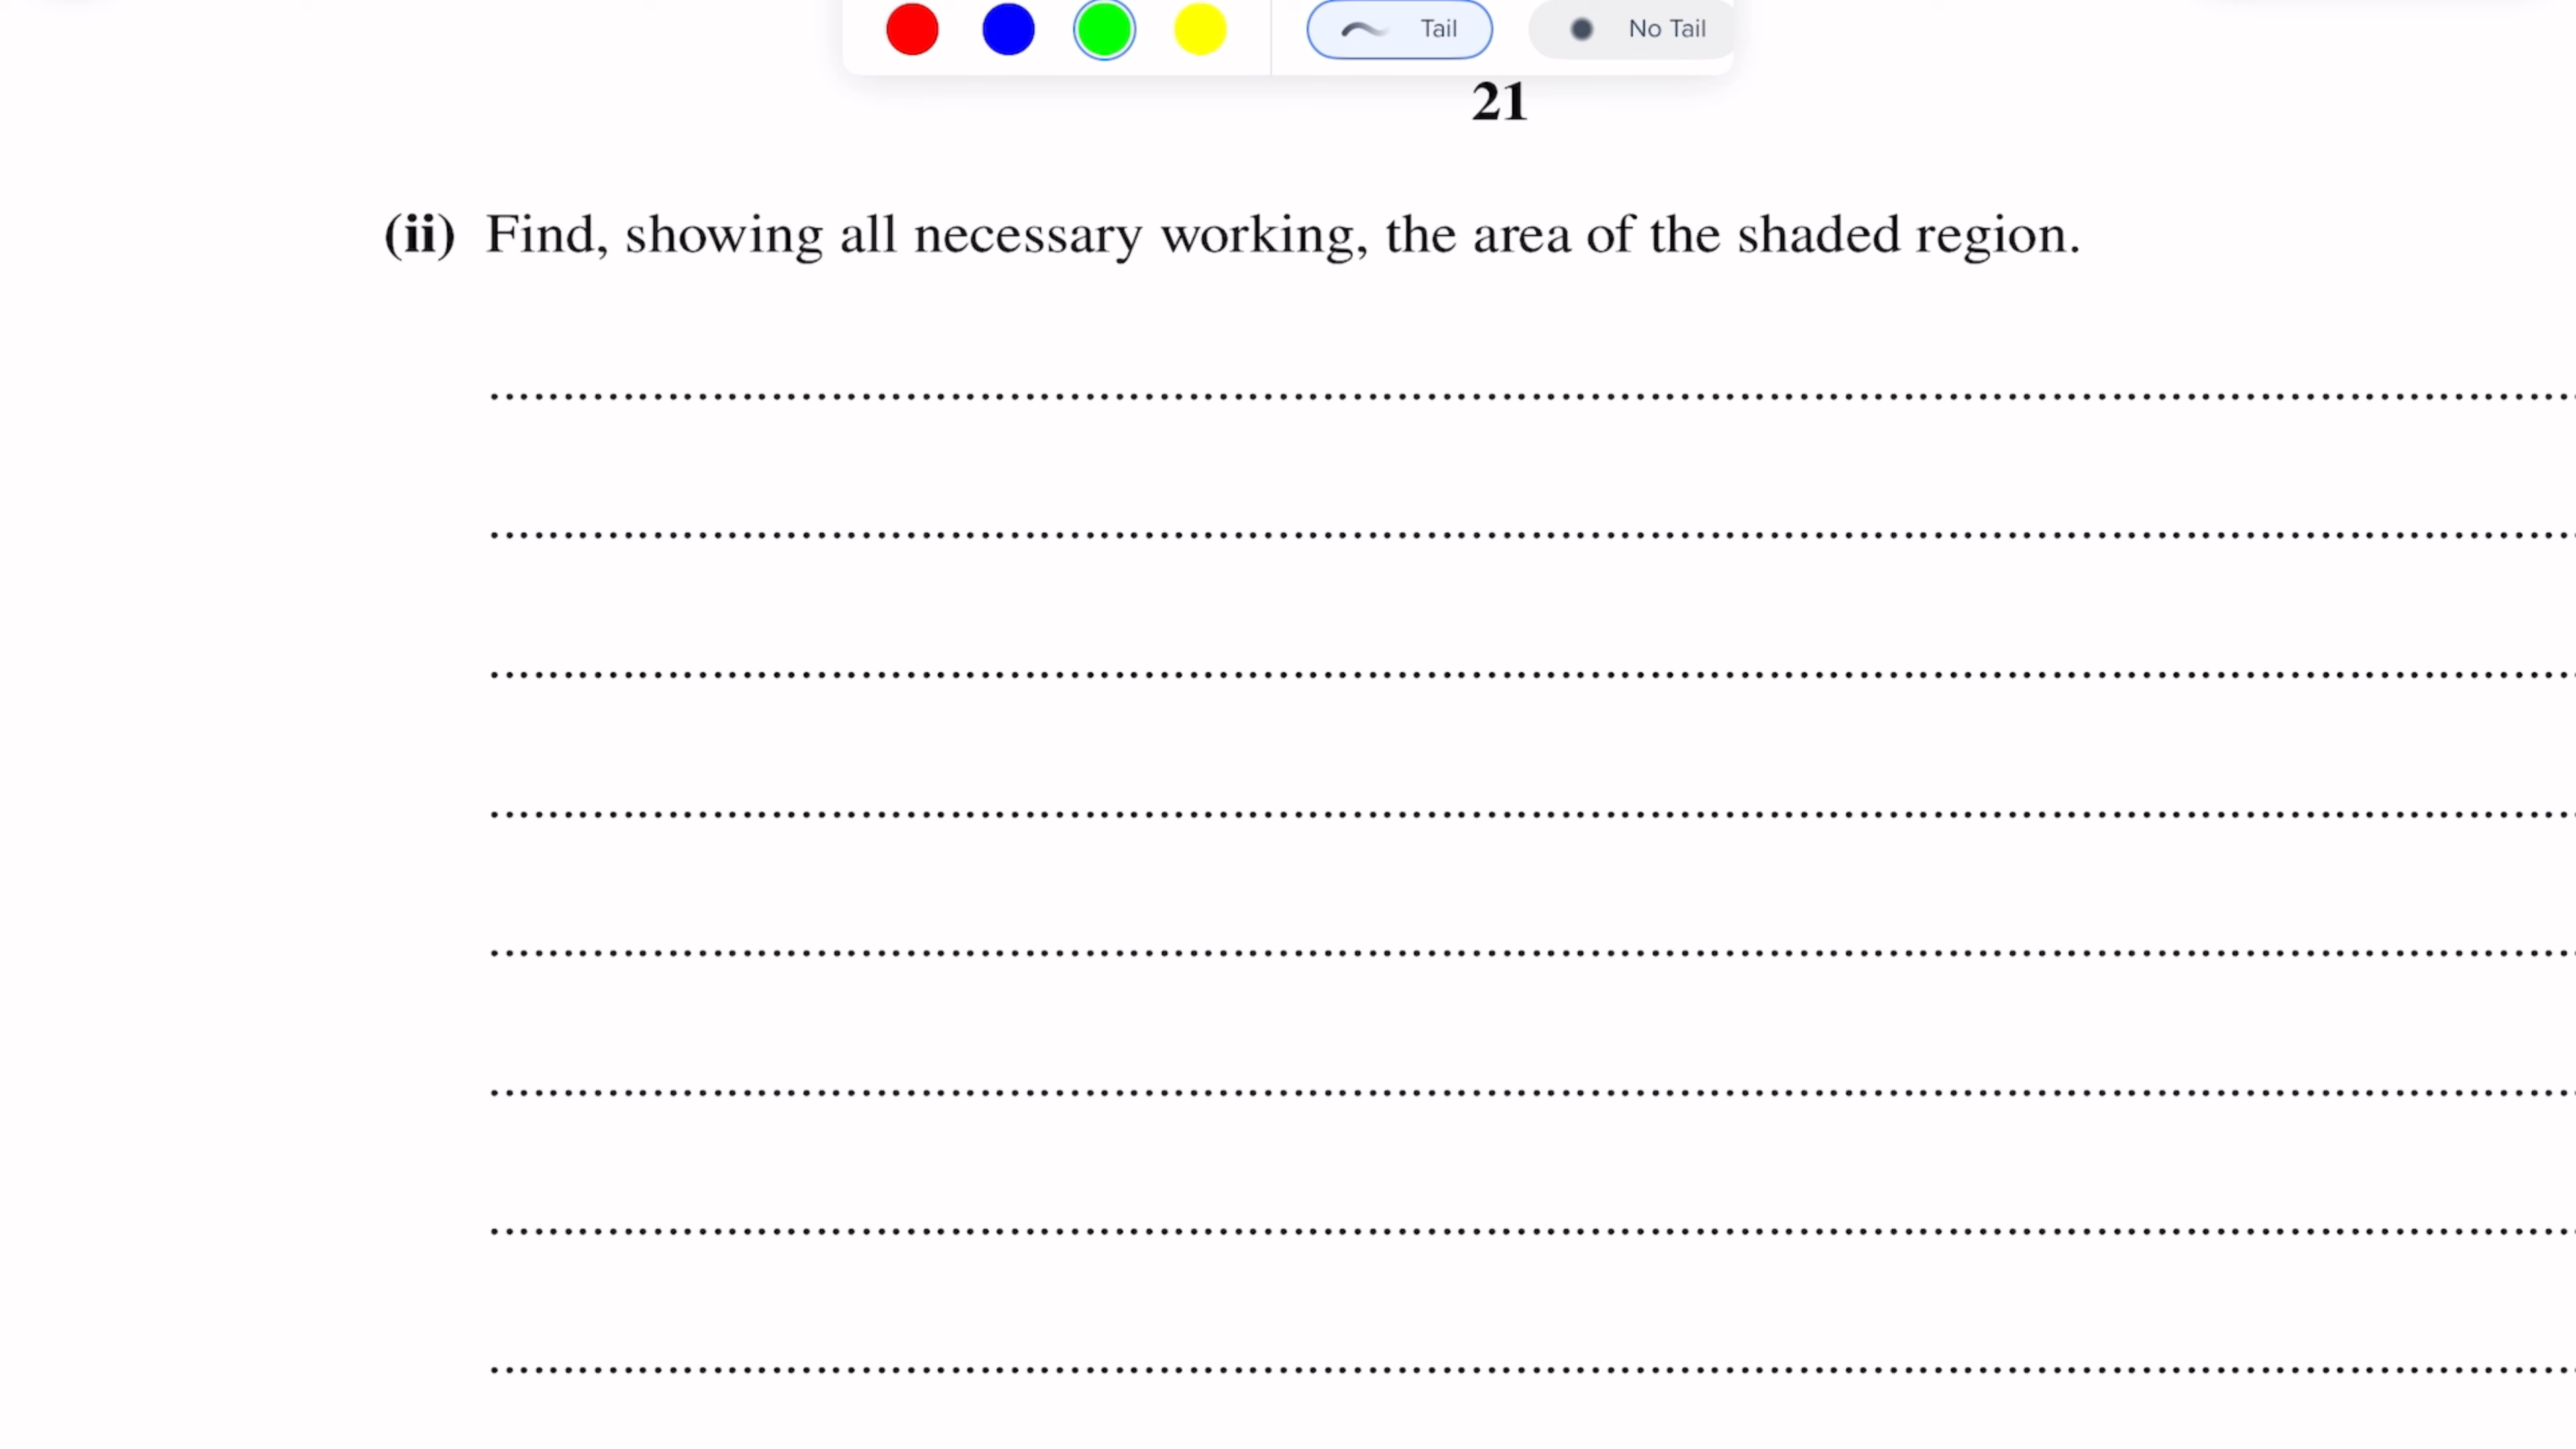 Tail No Tail
21
(ii) Find, showing all necessary working, the area of the shaded region.